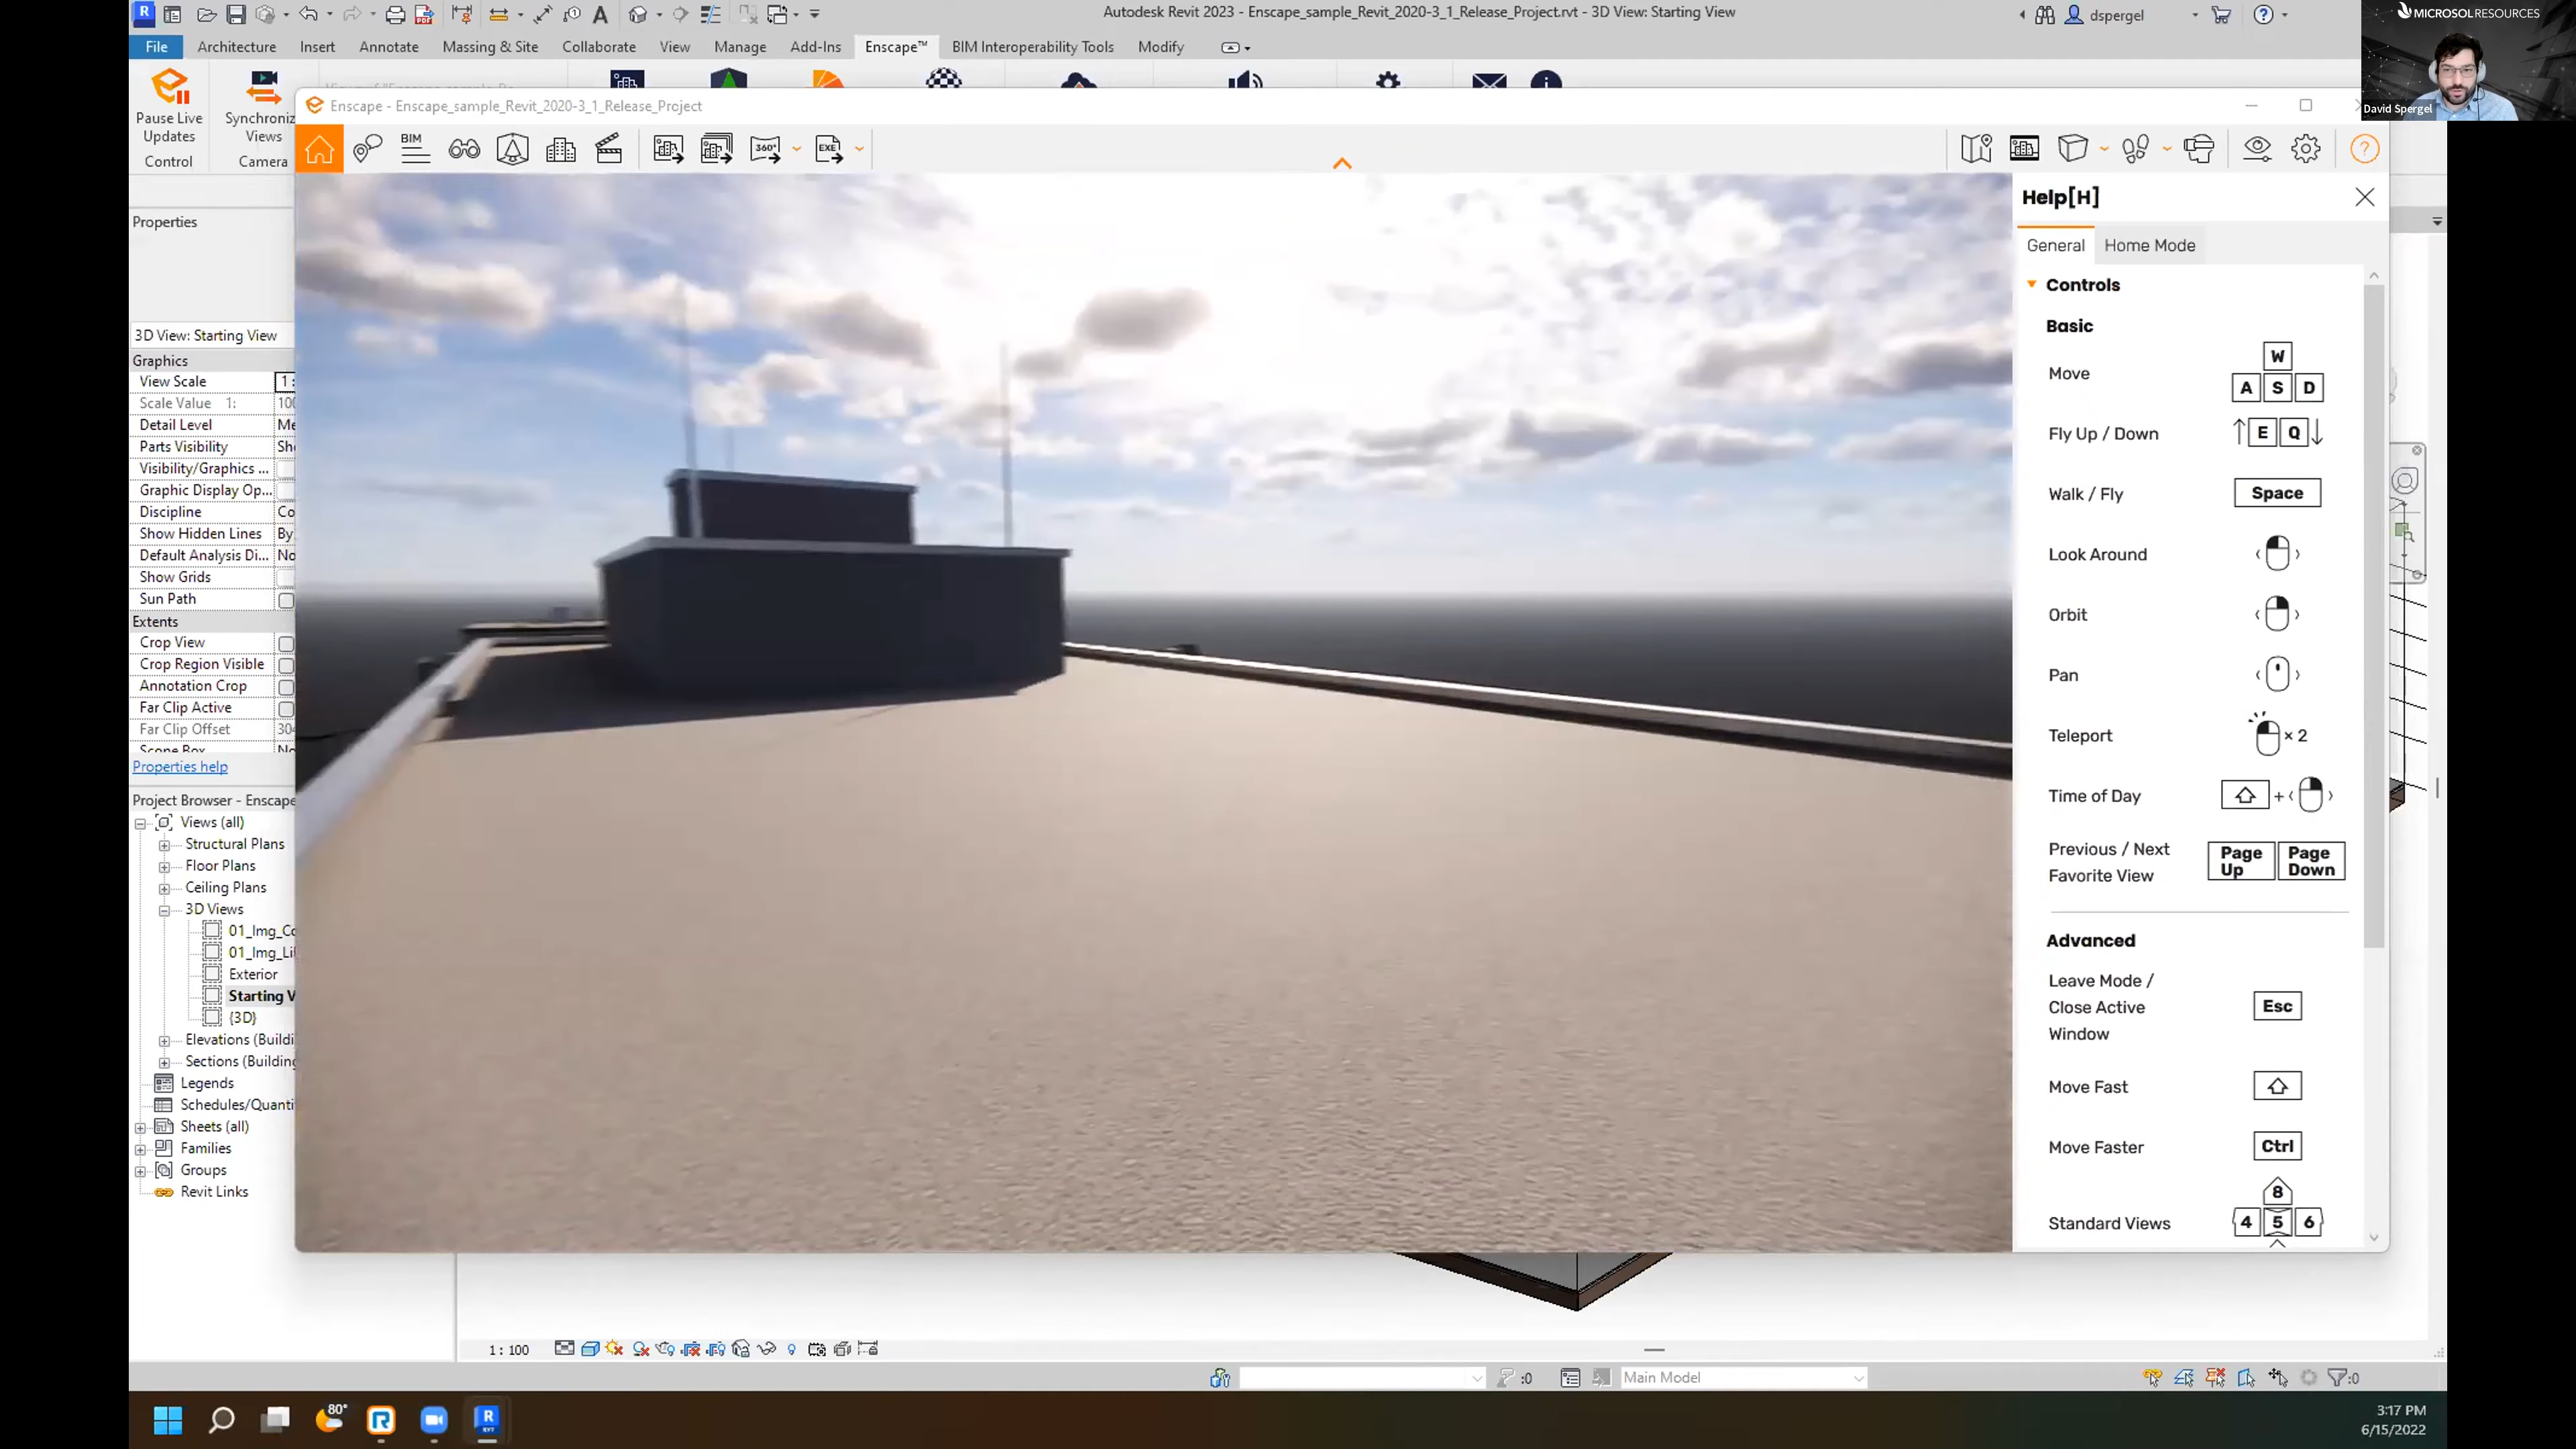 Autodesk Revit 2023 - Enscape_sample_Revit_2020-3_1_Release_Project.rvt - 3D View: Starting View
dspergel
MICROSOL RESOURCES
David Spergel
File Architecture Insert Annotate Massing & Site Collaborate View Manage Add-Ins Enscape™ BIM Interoperability Tools Modify
Pause Live
Updates
Control
Synchroniz
Views
Camera
Enscape - Enscape_sample_Revit_2020-3_1_Release_Project
BIM
360°
EXE
Properties
3D View: Starting View
Graphics
View Scale 1 :
Scale Value 1: 100
Detail Level Me
Parts Visibility Sho
Visibility/Graphics ...
Graphic Display Op...
Discipline Co
Show Hidden Lines By
Default Analysis Di... No
Show Grids
Sun Path
Extents
Crop View
Crop Region Visible
Annotation Crop
Far Clip Active
Far Clip Offset 304
Scope Box No
Properties help
Project Browser - Enscape
Views (all)
Structural Plans
Floor Plans
Ceiling Plans
3D Views
01_Img_Co
01_Img_Li
Exterior
Starting V
{3D}
Elevations (Buildi
Sections (Building
Legends
Schedules/Quanti
Sheets (all)
Families
Groups
Revit Links
Help[H]
General Home Mode
Controls
Basic
Move W A S D
Fly Up / Down E Q
Walk / Fly Space
Look Around
Orbit
Pan
Teleport × 2
Time of Day +
Previous / Next
Favorite View
Page Up Page Down
Advanced
Leave Mode /
Close Active
Window
Esc
Move Fast
Move Faster Ctrl
8
Standard Views 4 5 6
1 : 100
:0
Main Model
:0
80°
R
R
RVT
3:17 PM
6/15/2022